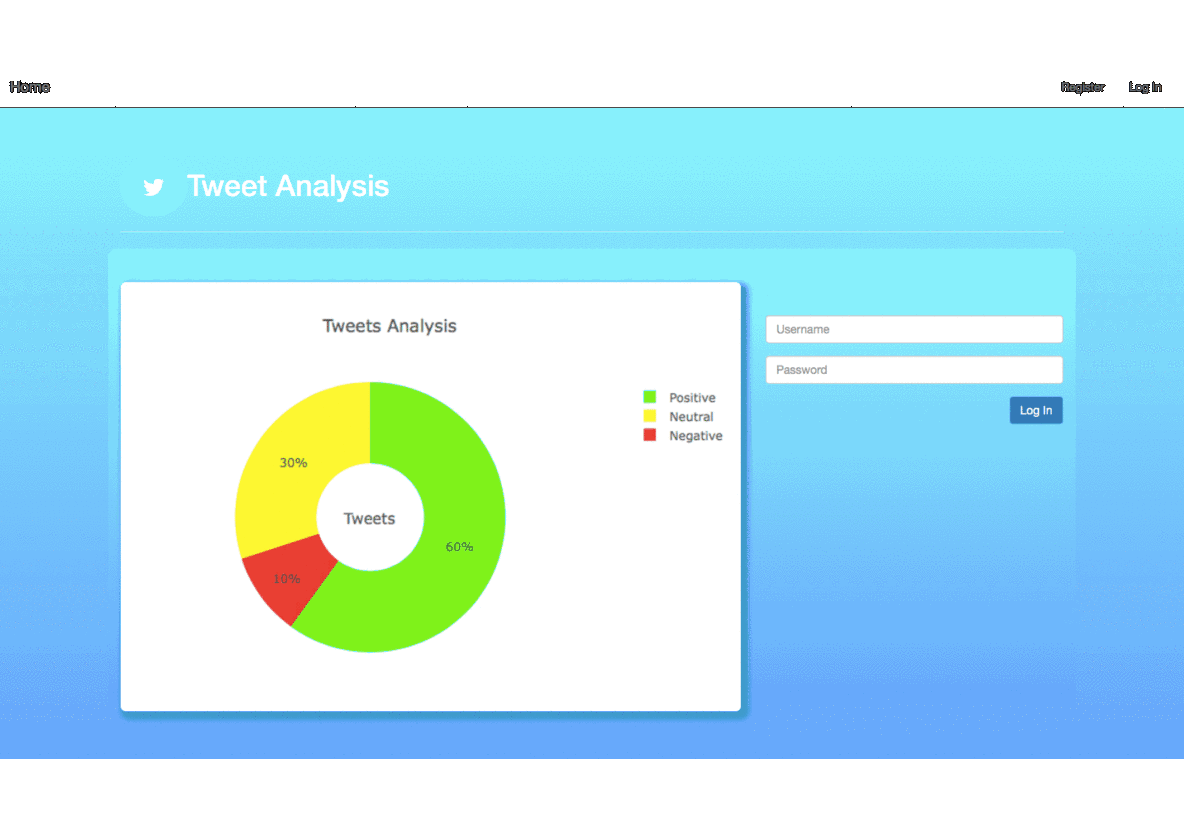 Home
Register
Log In
Tweet Analysis
Tweets Analysis
Username
Password
Log In
Positive
Neutral
Negative
30%
Tweets
60%
10%